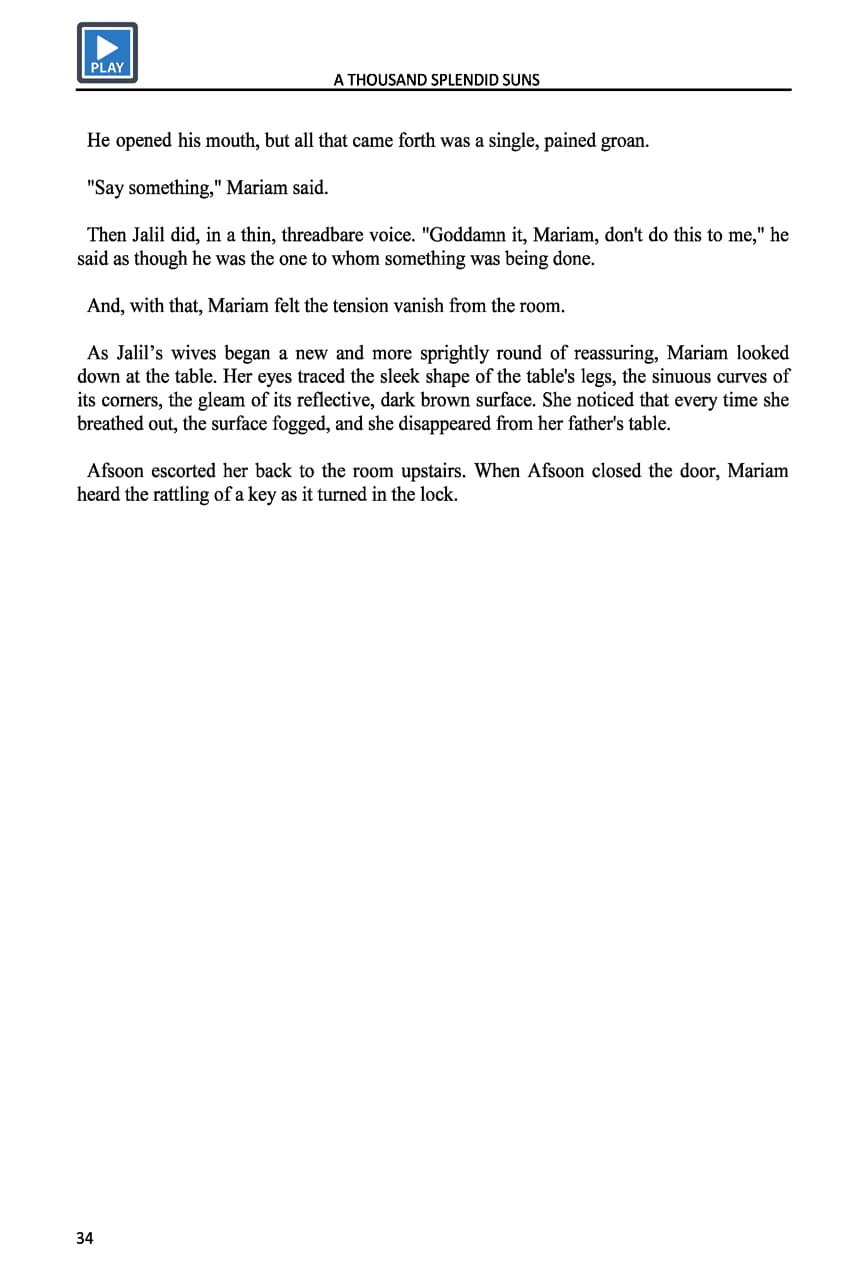 PLAY
A THOUSAND SPLENDID SUNS
He opened his mouth, but all that came forth was a single, pained groan.
"Say something," Mariam said.
Then Jalil did, in a thin, threadbare voice. "Goddamn it, Mariam, don't do this to me," he
said as though he was the one to whom something was being done.
And, with that, Mariam felt the tension vanish from the room.
As Jalil’s wives began a new and more sprightly round of reassuring, Mariam looked
down at the table. Her eyes traced the sleek shape of the table's legs, the sinuous curves of
its corners, the gleam of its reflective, dark brown surface. She noticed that every time she
breathed out, the surface fogged, and she disappeared from her father's table.
Afsoon escorted her back to the room upstairs. When Afsoon closed the door, Mariam
heard the rattling of a key as it turned in the lock.
34